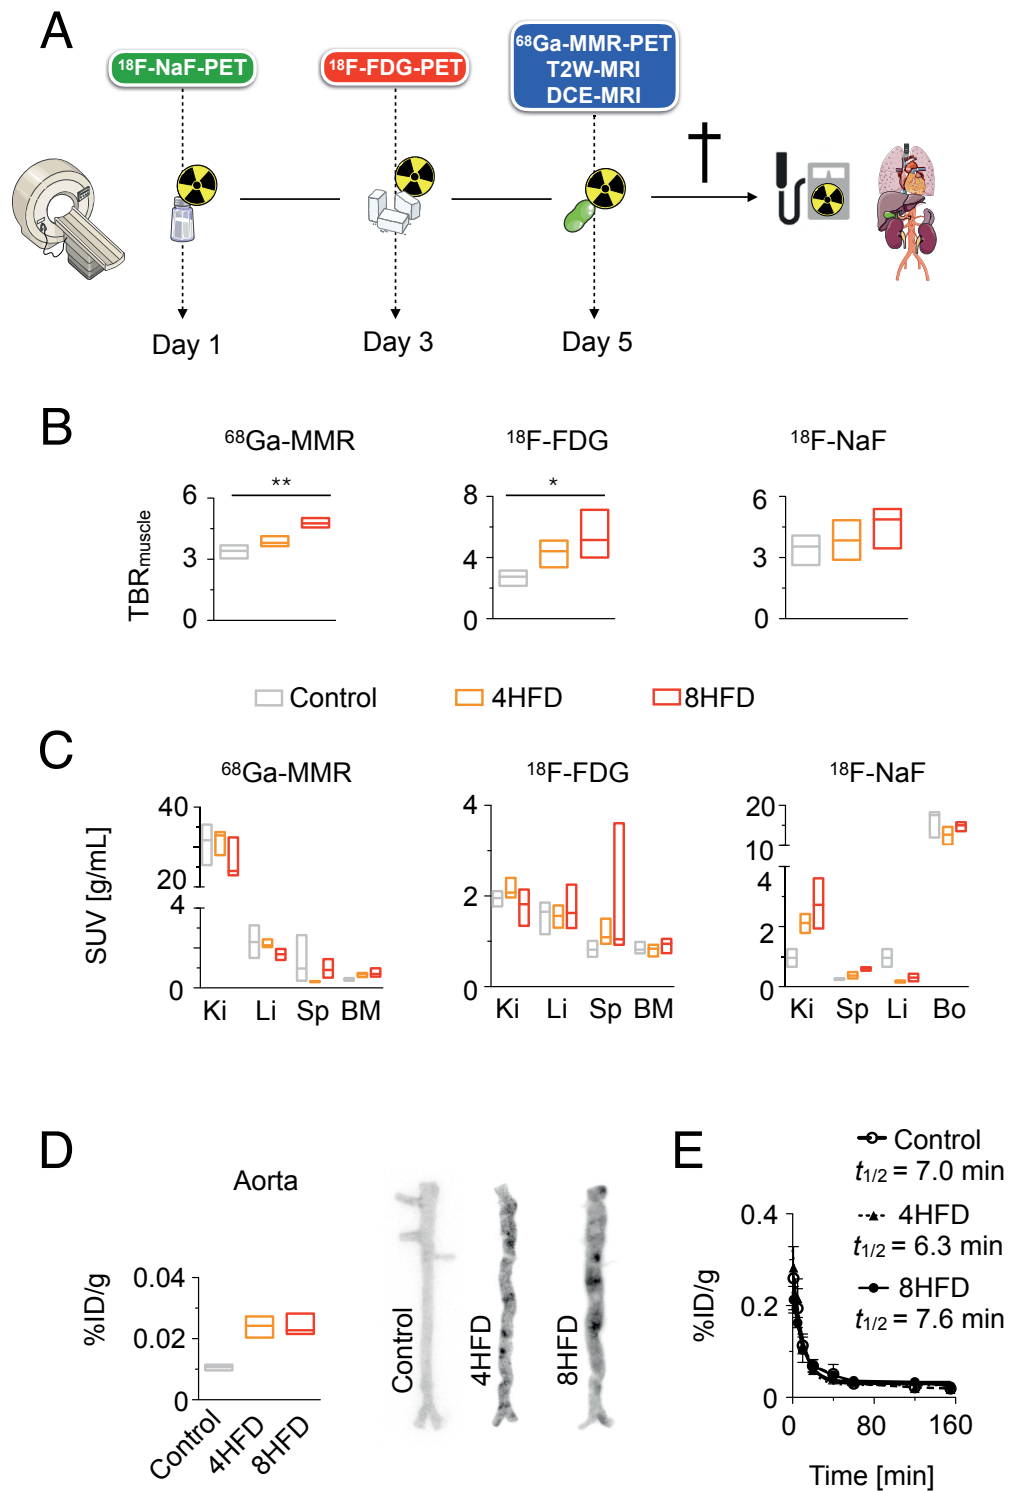 A
18F-NaF-PET
18F-FDG-PET
68Ga-MMR-PET
T2W-MRI
DCE-MRI
Day 1
Day 3
Day 5
B
68Ga-MMR
18F-FDG
18F-NaF
TBRmuscle
6
3
0
**
8
4
0
*
6
3
0
Control
4HFD
8HFD
C
68Ga-MMR
18F-FDG
18F-NaF
SUV [g/mL]
40
20
4
0
Ki
Li
Sp
BM
4
2
0
Ki
Li
Sp
BM
20
10
4
2
0
Ki
Sp
Li
Bo
D
Aorta
%ID/g
0.04
0.02
0
Control
4HFD
8HFD
Control
4HFD
8HFD
E
Control
t1/2 = 7.0 min
4HFD
t1/2 = 6.3 min
8HFD
t1/2 = 7.6 min
%ID/g
0.4
0.2
0
0
80
160
Time [min]